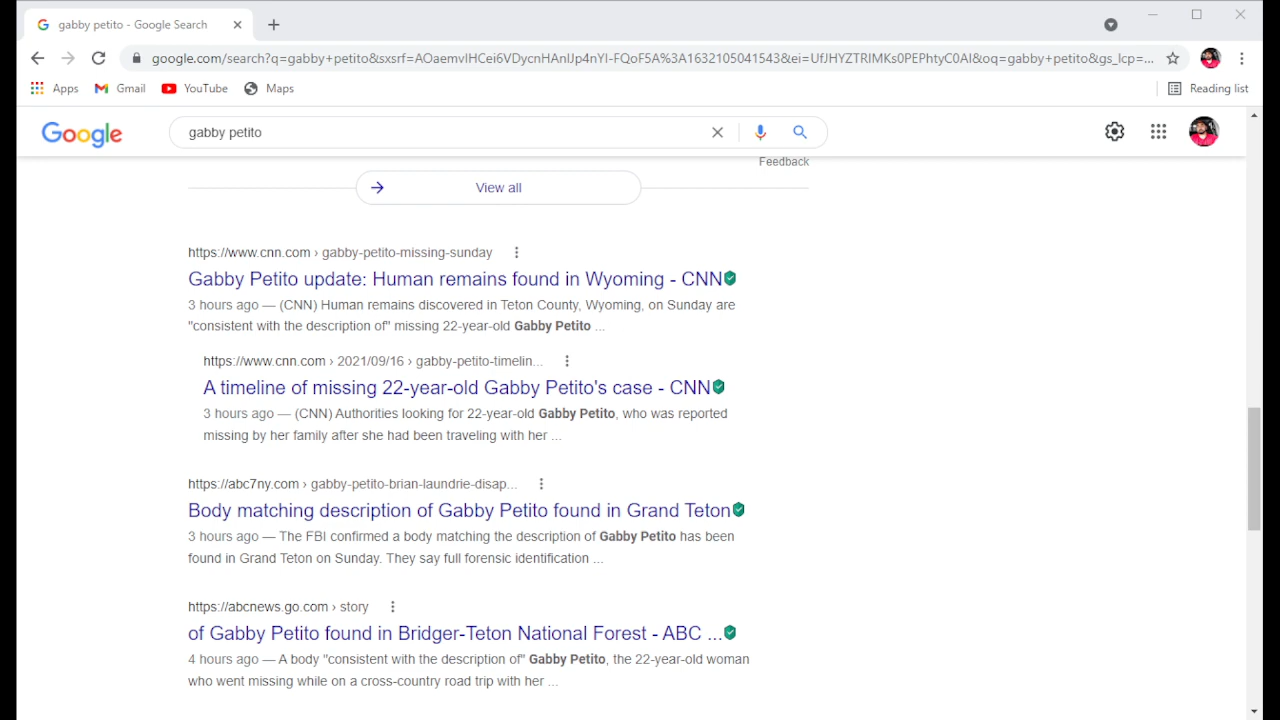 gabby petito - Google Search
google.com/search?q=gabby+petito&sxsrf=AOaemvIHCei6VDycnHAnIJp4nYI-FQoF5A%3A1632105041543&ei=UfJHYZTRIMKs0PEPhtyC0AI&oq=gabby+petito&gs_lcp=...
Apps Gmail YouTube Maps Reading list
Google gabby petito
Feedback
View all
https://www.cnn.com › gabby-petito-missing-sunday
Gabby Petito update: Human remains found in Wyoming - CNN
3 hours ago — (CNN) Human remains discovered in Teton County, Wyoming, on Sunday are
"consistent with the description of" missing 22-year-old Gabby Petito ...
https://www.cnn.com › 2021/09/16 › gabby-petito-timelin...
A timeline of missing 22-year-old Gabby Petito's case - CNN
3 hours ago — (CNN) Authorities looking for 22-year-old Gabby Petito, who was reported
missing by her family after she had been traveling with her ...
https://abc7ny.com › gabby-petito-brian-laundrie-disap...
Body matching description of Gabby Petito found in Grand Teton
3 hours ago — The FBI confirmed a body matching the description of Gabby Petito has been
found in Grand Teton on Sunday. They say full forensic identification ...
https://abcnews.go.com › story
of Gabby Petito found in Bridger-Teton National Forest - ABC ...
4 hours ago — A body "consistent with the description of" Gabby Petito, the 22-year-old woman
who went missing while on a cross-country road trip with her ...